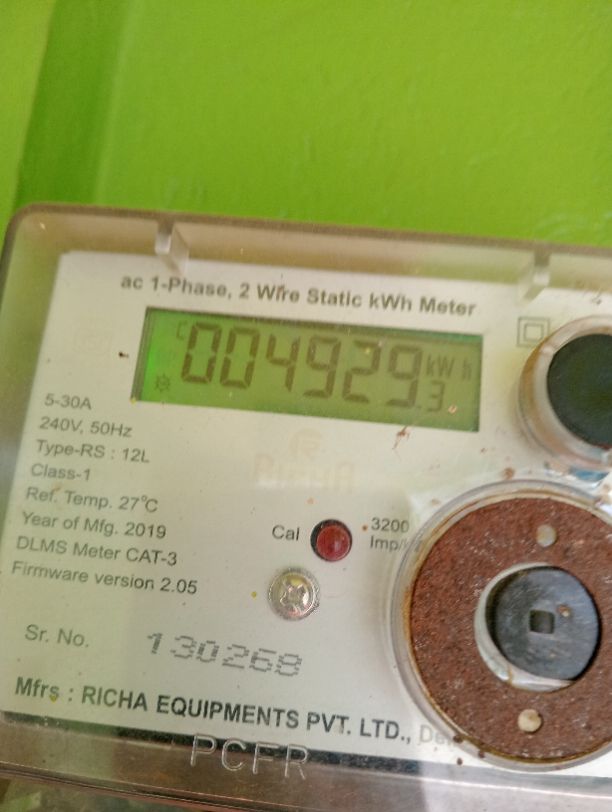 ac 1-Phase, 2 Wire Static kWh Meter
C
004929.3 kWh
5-30A
240V, 50Hz
Type-RS : 12L
Class-1
Ref. Temp. 27°C
Year of Mfg. 2019
DLMS Meter CAT-3
Firmware version 2.05
Cal
3200
Imp/k
Sr. No. 130268
Mfrs : RICHA EQUIPMENTS PVT. LTD., De
PCFR